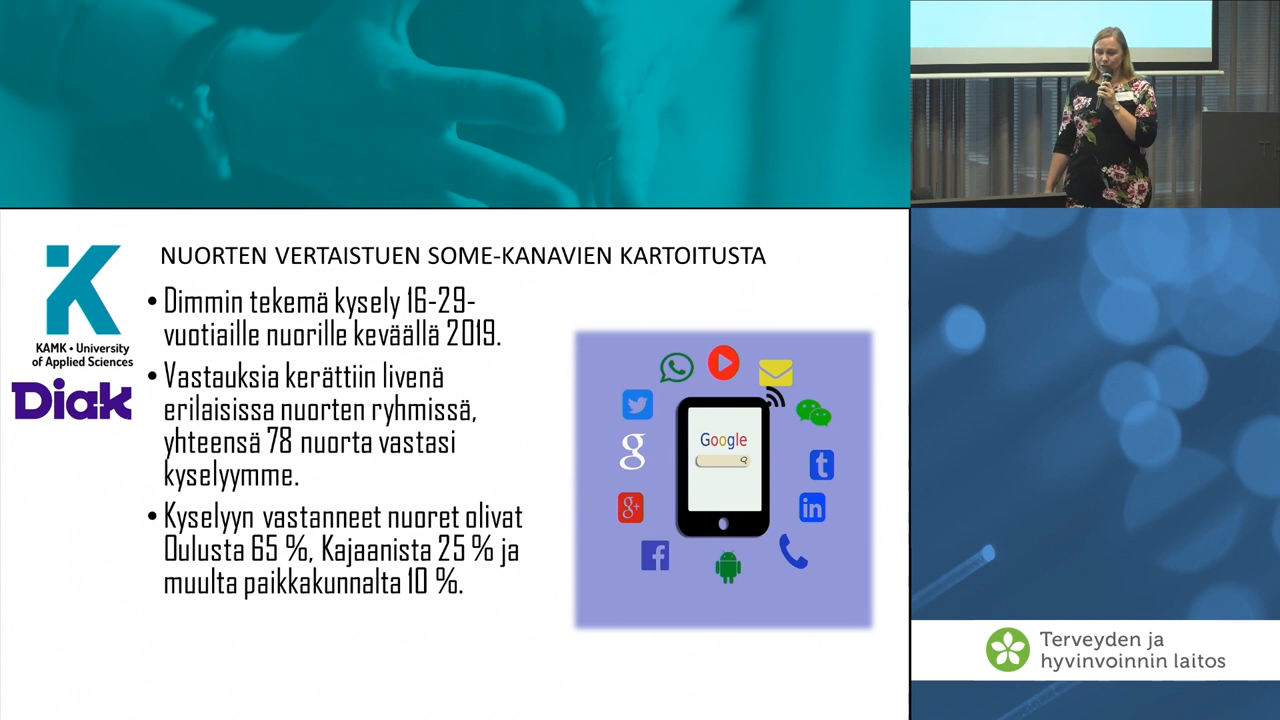 NUORTEN VERTAISTUEN SOME-KANAVIEN KARTOITUSTA
• Dimmin tekemä kysely 16-29-
vuotiaille nuorille keväällä 2019.
• Vastauksia kerättiin livenä
erilaisissa nuorten ryhmissä,
yhteensä 78 nuorta vastasi
kyselyymme.
• Kyselyyn vastanneet nuoret olivat
Oulusta 65 %, Kajaanista 25 % ja
muulta paikkakunnalta 10 %.
K
KAMK • University
of Applied Sciences
Diak
Google
g
g+
t
in
f
Terveyden ja
hyvinvoinnin laitos